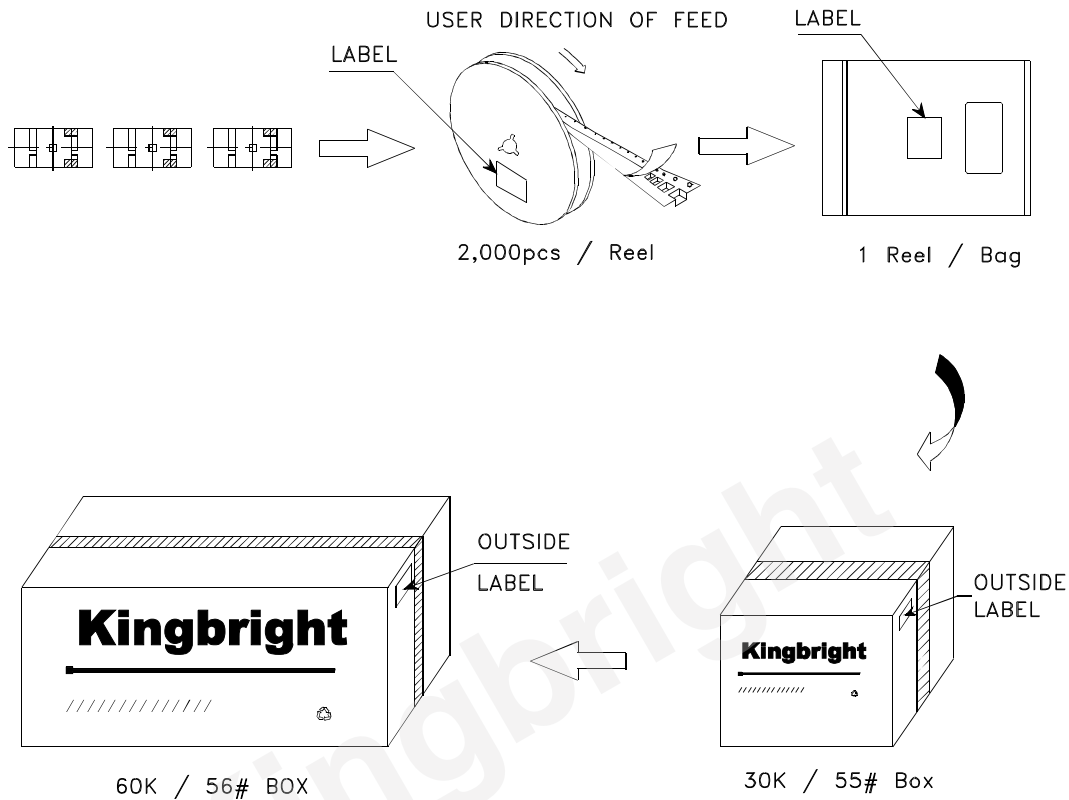 USER DIRECTION OF FEED
LABEL
LABEL
2,000pcs / Reel
1 Reel / Bag
OUTSIDE
LABEL
OUTSIDE
LABEL
Kingbright
Kingbright
Kingbright
60K / 56# BOX
30K / 55# Box